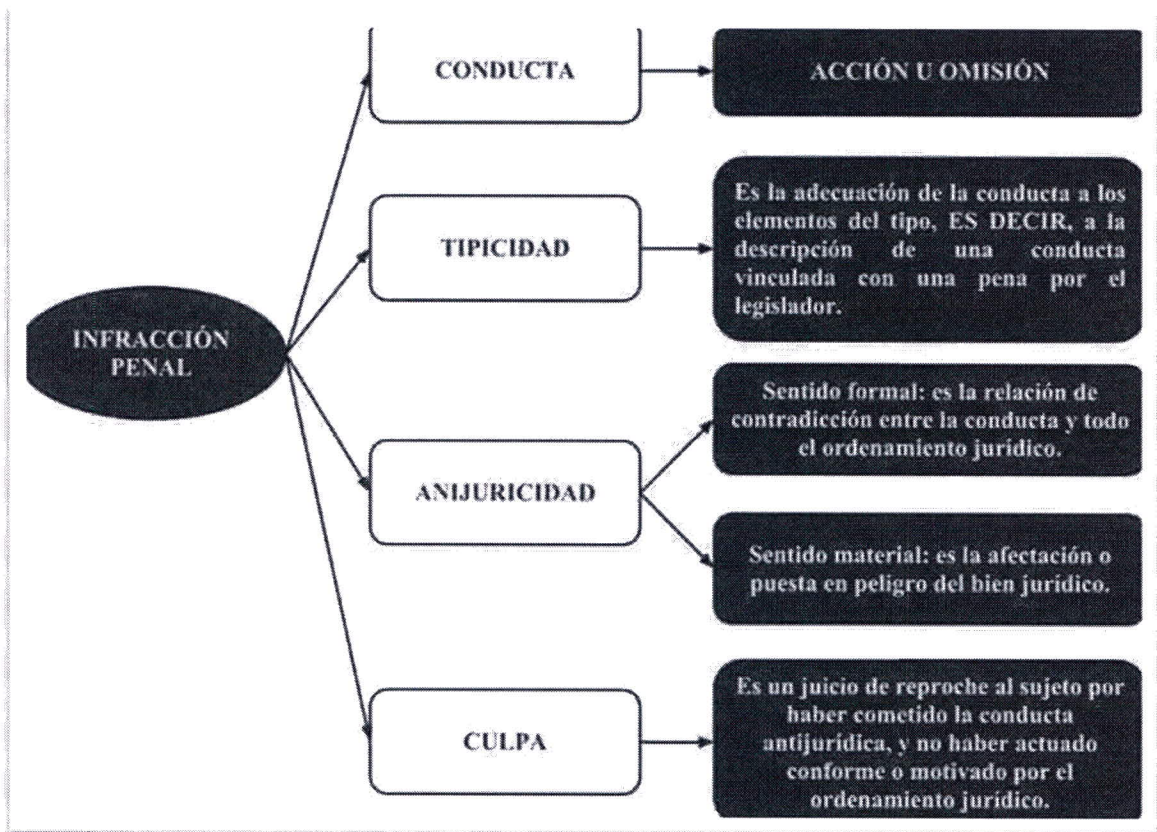 CONDUCTA
ACCIÓN U OMISIÓN
TIPICIDAD
Es la adecuación de la conducta a los
elementos del tipo, ES DECIR, a la
descripción de una conducta
vinculada con una pena por el
legislador.
INFRACCIÓN
PENAL
ANIJURICIDAD
Sentido formal: es la relación de
contradicción entre la conducta y todo
el ordenamiento jurídico.
Sentido material: es la afectación o
puesta en peligro del bien jurídico.
CULPA
Es un juicio de reproche al sujeto por
haber cometido la conducta
antijurídica, y no haber actuado
conforme o motivado por el
ordenamiento jurídico.